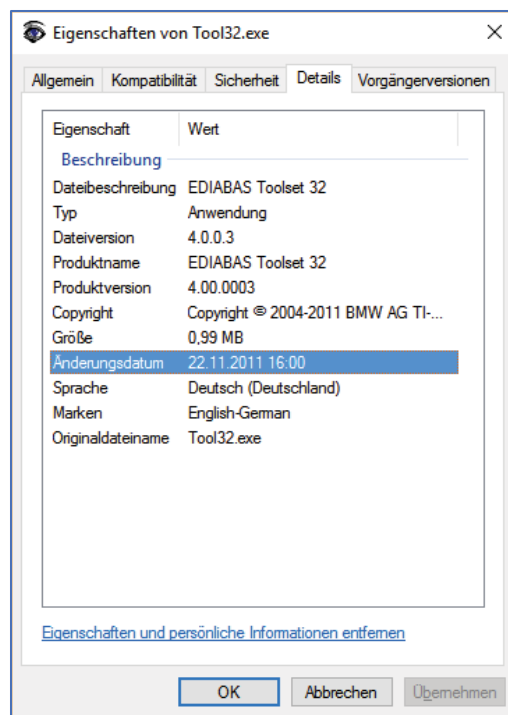 Eigenschaften von Tool32.exe
Allgemein Kompatibilität Sicherheit Details Vorgängerversionen
Eigenschaft Wert
Beschreibung
Dateibeschreibung EDIABAS Toolset 32
Typ Anwendung
Dateiversion 4.0.0.3
Produktname EDIABAS Toolset 32
Produktversion 4.00.0003
Copyright Copyright © 2004-2011 BMW AG TI-...
Größe 0,99 MB
Änderungsdatum 22.11.2011 16:00
Sprache Deutsch (Deutschland)
Marken English-German
Originaldateiname Tool32.exe
Eigenschaften und persönliche Informationen entfernen
OK Abbrechen Übernehmen